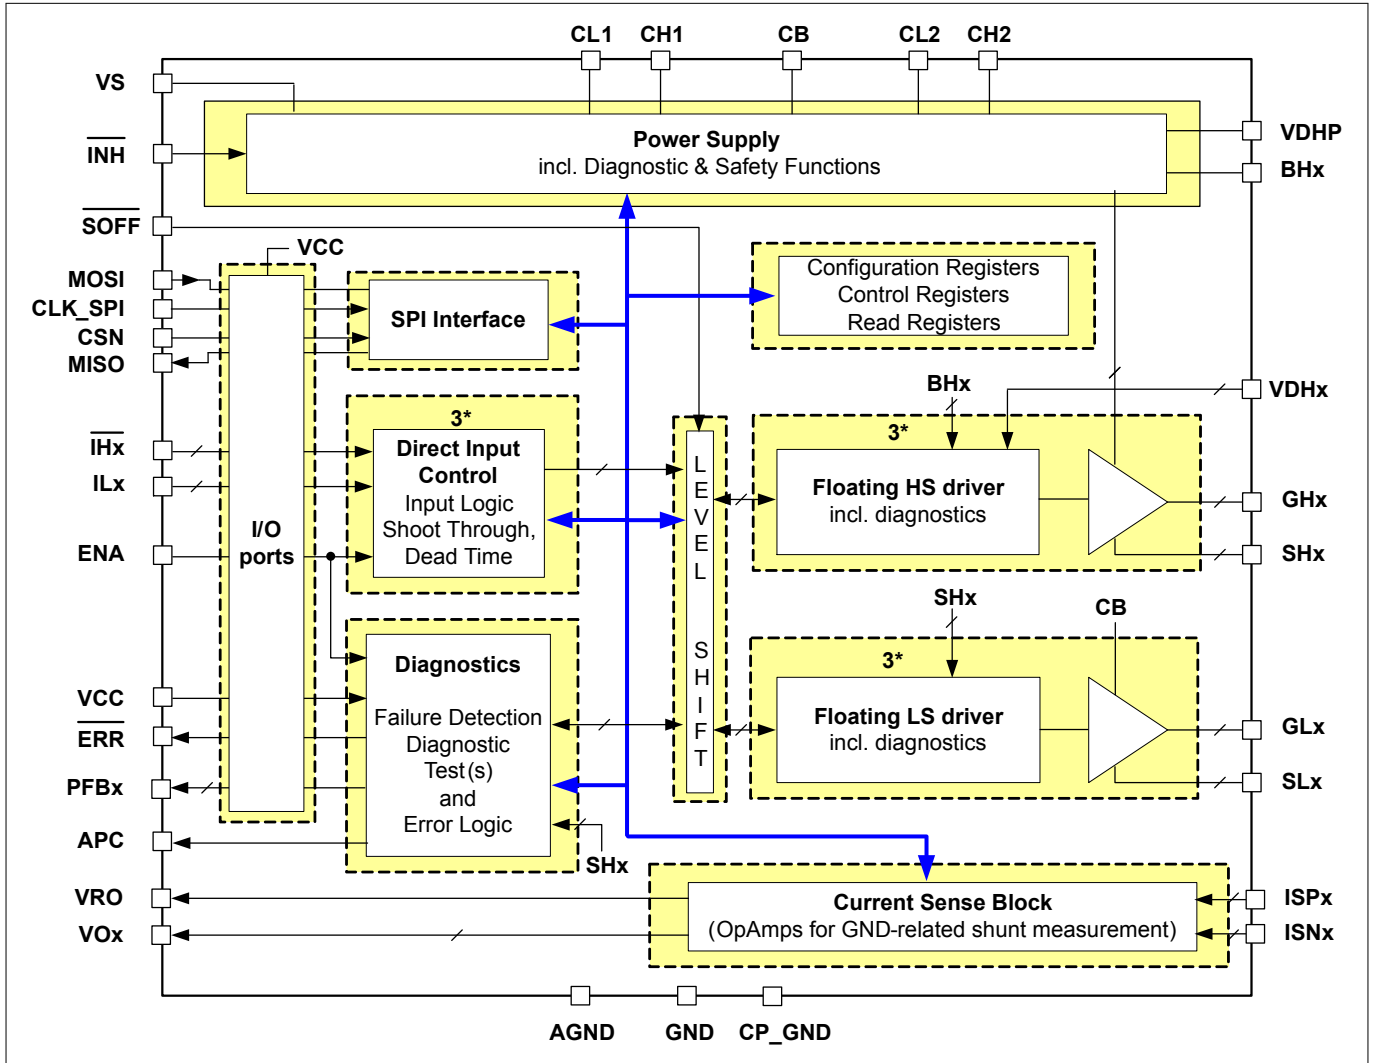 CL1 CH1 CB CL2 CH2
VS
INH
Power Supply
incl. Diagnostic & Safety Functions
VDHP
BHx
SOFF
VCC
MOSI
CLK_SPI
CSN
MISO
SPI Interface
Configuration Registers
Control Registers
Read Registers
IHx
ILx
ENA
I/O
ports
3*
Direct Input
Control
Input Logic
Shoot Through,
Dead Time
LEVEL SHIFT
BHx
VDHx
3*
Floating HS driver
incl. diagnostics
GHx
SHx
SHx
CB
3*
Floating LS driver
incl. diagnostics
GLx
SLx
VCC
ERR
PFBx
APC
Diagnostics
Failure Detection
Diagnostic
Test(s)
and
Error Logic
SHx
VRO
VOx
Current Sense Block
(OpAmps for GND-related shunt measurement)
ISPx
ISNx
AGND GND CP_GND